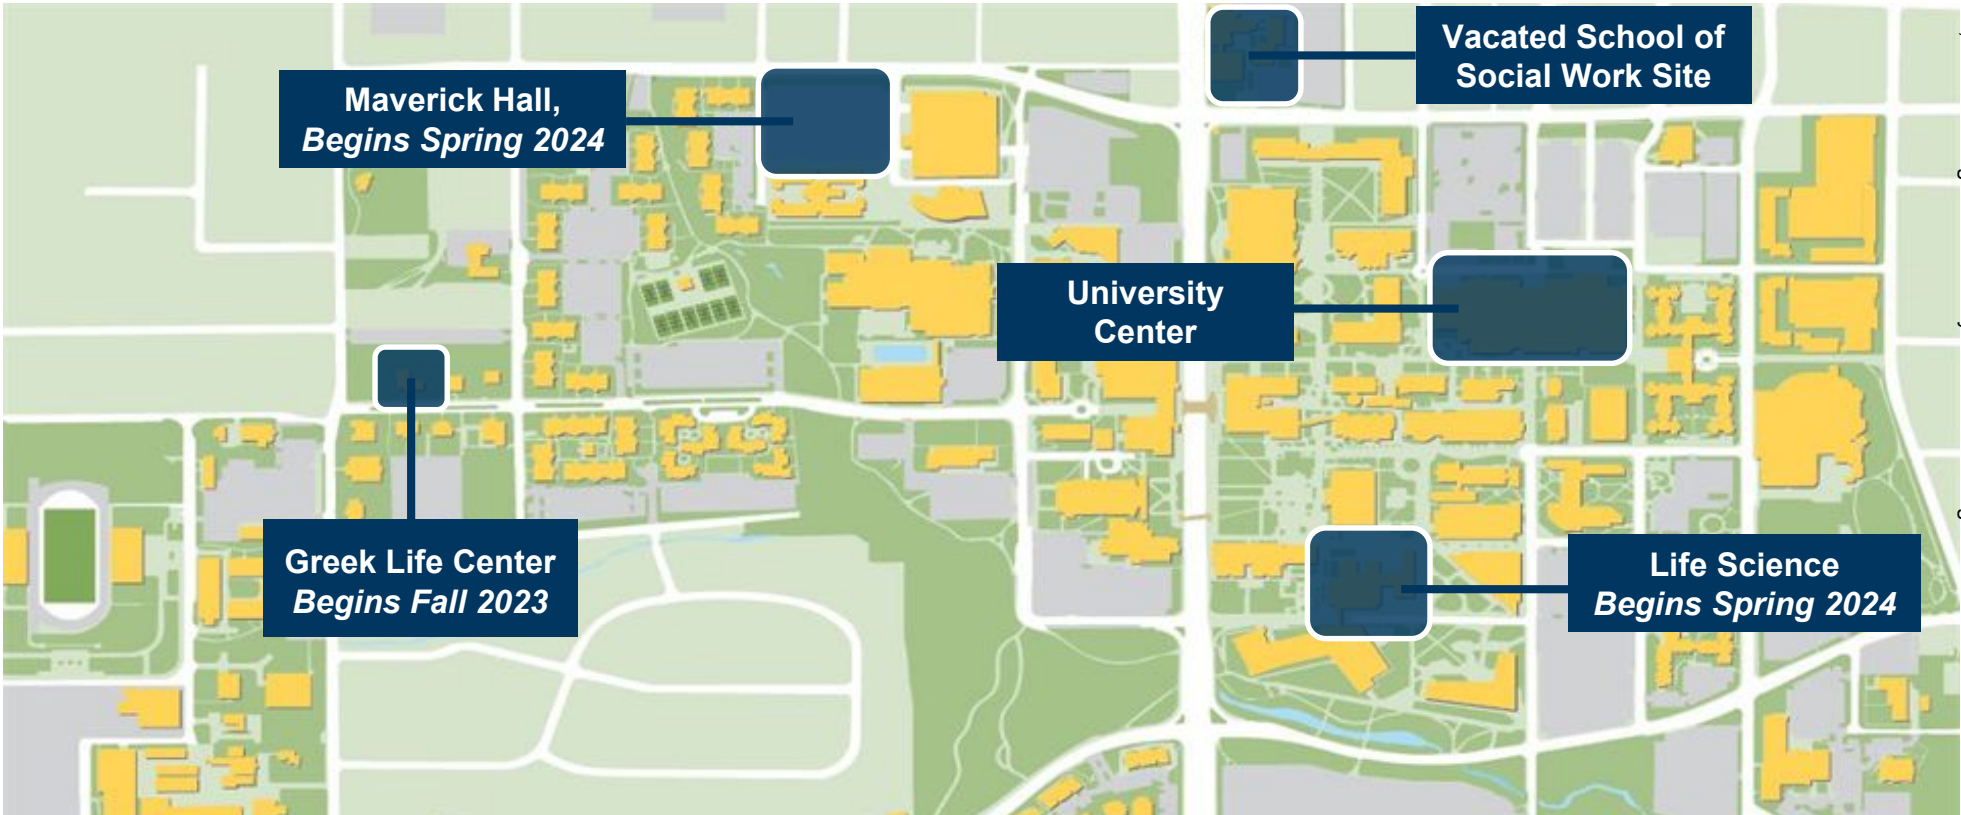 Vacated School of
Social Work Site
Maverick Hall,
Begins Spring 2024
University
Center
Greek Life Center
Begins Fall 2023
Life Science
Begins Spring 2024